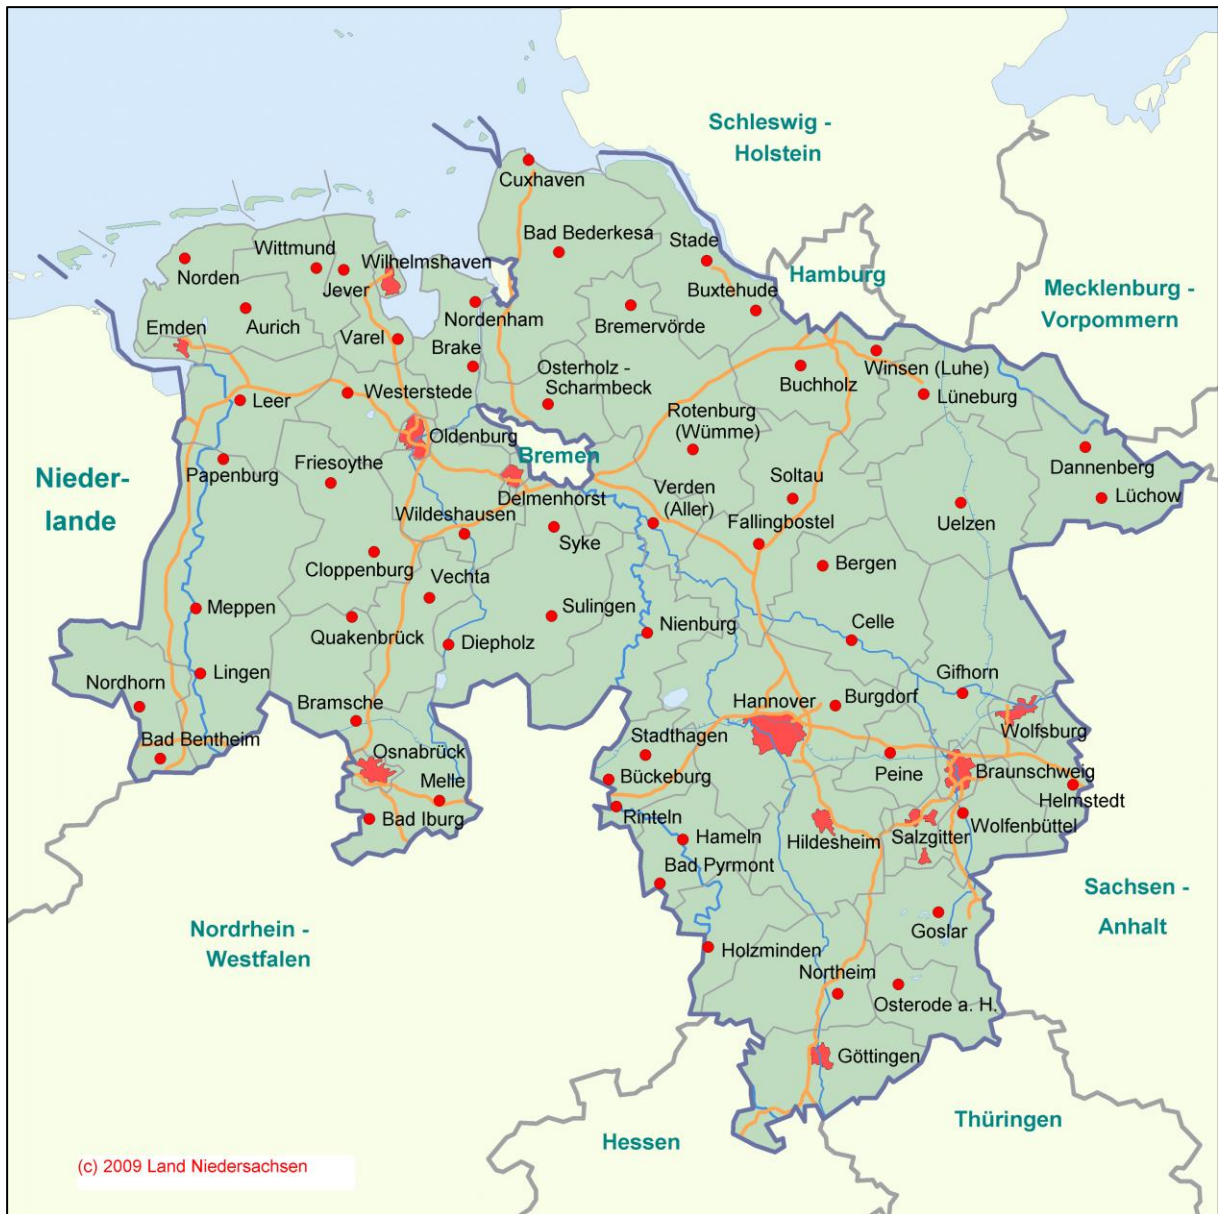 Schleswig -
Holstein
Cuxhaven
Bad Bederkesa
Stade
Wittmund
Wilhelmshaven
Norden
Jever
Hamburg
Buxtehude
Mecklenburg -
Vorpommern
Nordenham
Bremervörde
Emden
Aurich
Varel
Brake
Osterholz -
Scharmbeck
Winsen (Luhe)
Buchholz
Westerstede
Leer
Lüneburg
Rotenburg
(Wümme)
Oldenburg
Bremen
Friesoythe
Papenburg
Dannenberg
Nieder-
lande
Soltau
Delmenhorst
Verden
(Aller)
Lüchow
Wildeshausen
Fallingbostel
Uelzen
Syke
Cloppenburg
Bergen
Vechta
Meppen
Sulingen
Quakenbrück
Diepholz
Nienburg
Celle
Lingen
Nordhorn
Gifhorn
Bramsche
Hannover
Burgdorf
Wolfsburg
Bad Bentheim
Stadthagen
Osnabrück
Peine
Braunschweig
Bückeburg
Melle
Helmstedt
Rinteln
Bad Iburg
Wolfenbüttel
Hameln
Hildesheim
Salzgitter
Bad Pyrmont
Sachsen -
Anhalt
Nordrhein -
Westfalen
Goslar
Holzminden
Northeim
Osterode a. H.
Göttingen
Thüringen
Hessen
(c) 2009 Land Niedersachsen